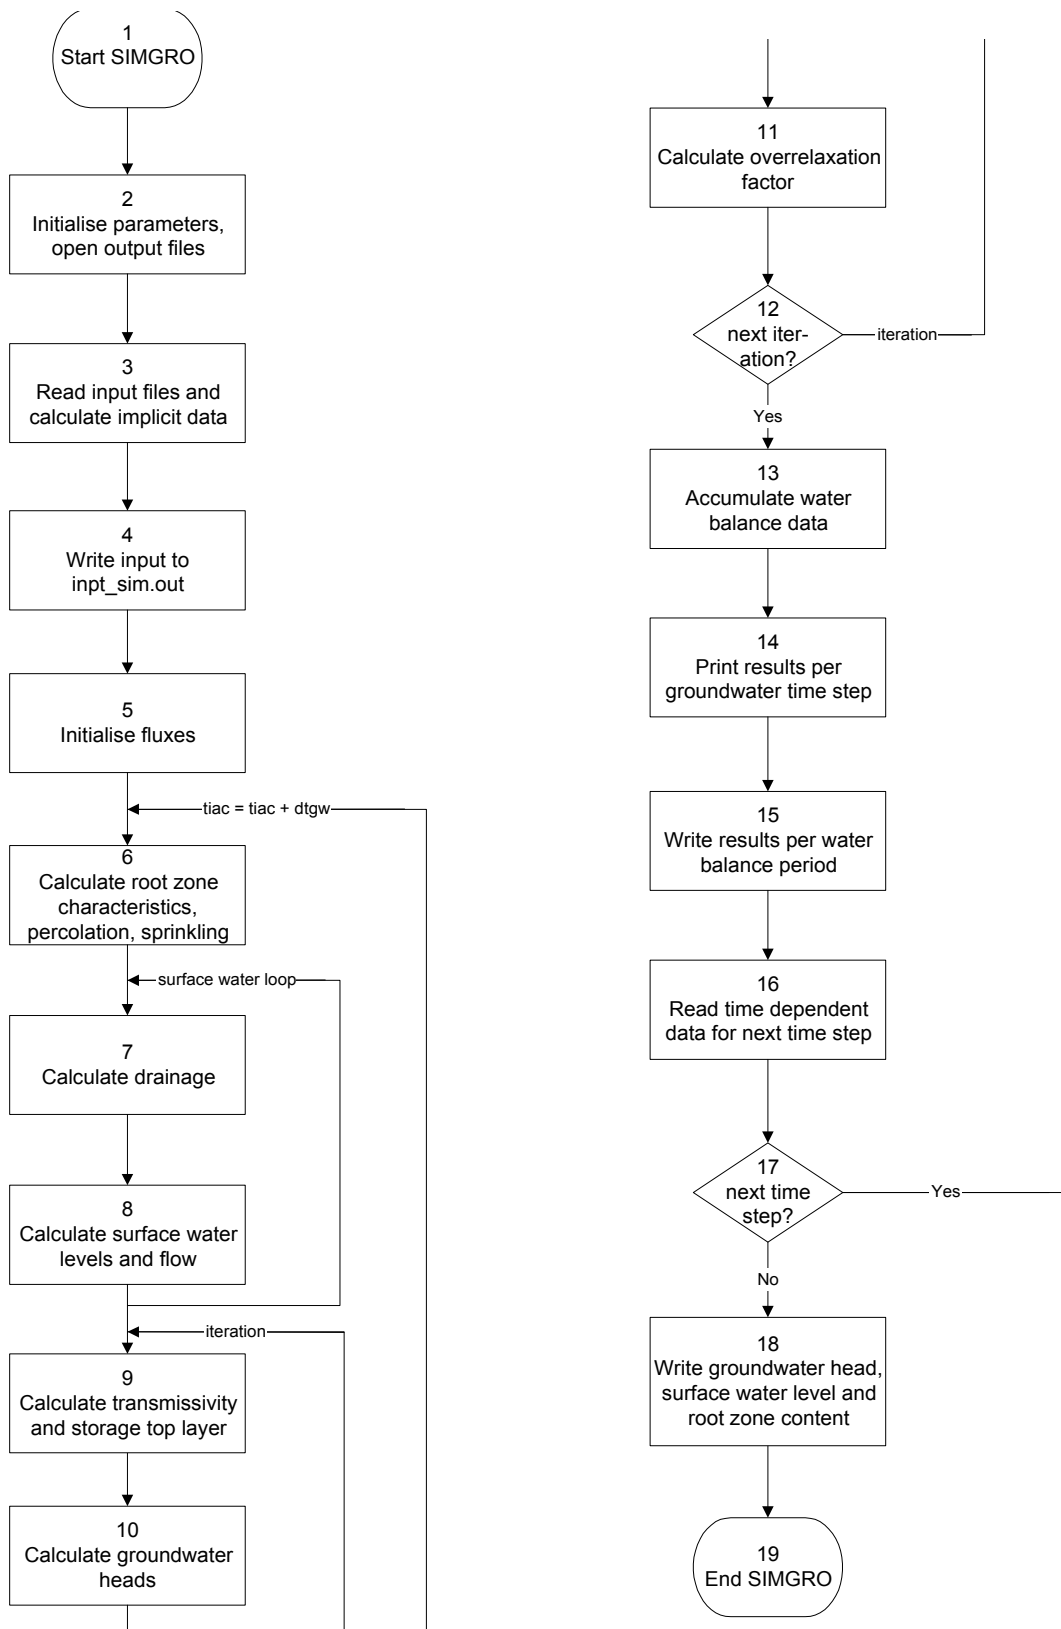 1
Start SIMGRO
2
Initialise parameters,
open output files
3
Read input files and
calculate implicit data
4
Write input to
inpt_sim.out
5
Initialise fluxes
tiac = tiac + dtgw
6
Calculate root zone
characteristics,
percolation, sprinkling
surface water loop
7
Calculate drainage
8
Calculate surface water
levels and flow
iteration
9
Calculate transmissivity
and storage top layer
10
Calculate groundwater
heads
11
Calculate overrelaxation
factor
12
next iter-
ation?
iteration
Yes
13
Accumulate water
balance data
14
Print results per
groundwater time step
15
Write results per water
balance period
16
Read time dependent
data for next time step
17
next time
step?
Yes
No
18
Write groundwater head,
surface water level and
root zone content
19
End SIMGRO